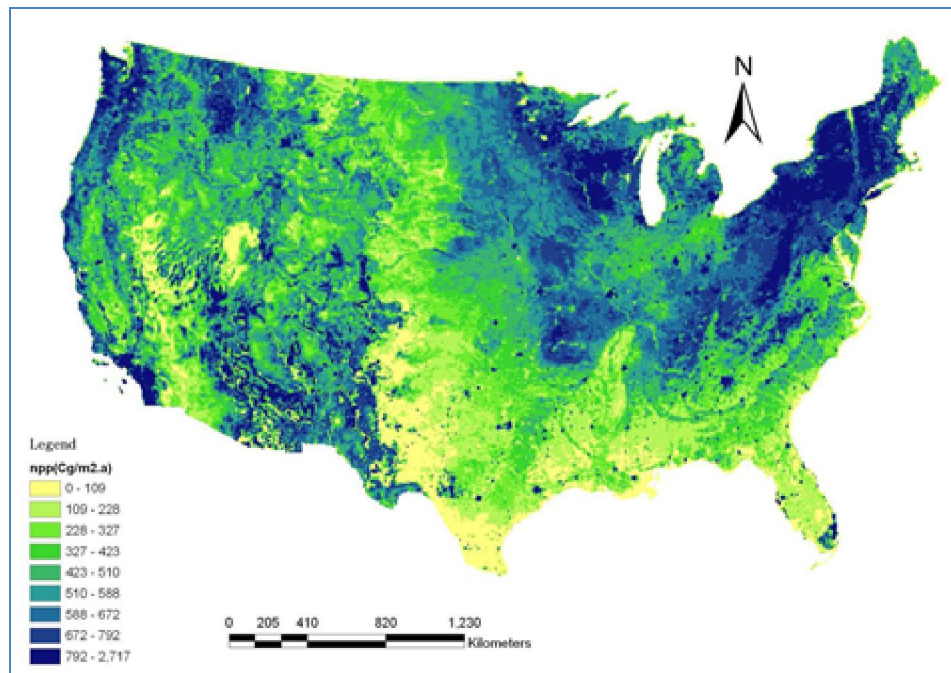 N
Legend
npp(Cg/m2.a)
0 - 109
109 - 228
228 - 327
327 - 423
423 - 510
510 - 588
588 - 672
672 - 792
792 - 2,717
0 205 410 820 1,230
Kilometers